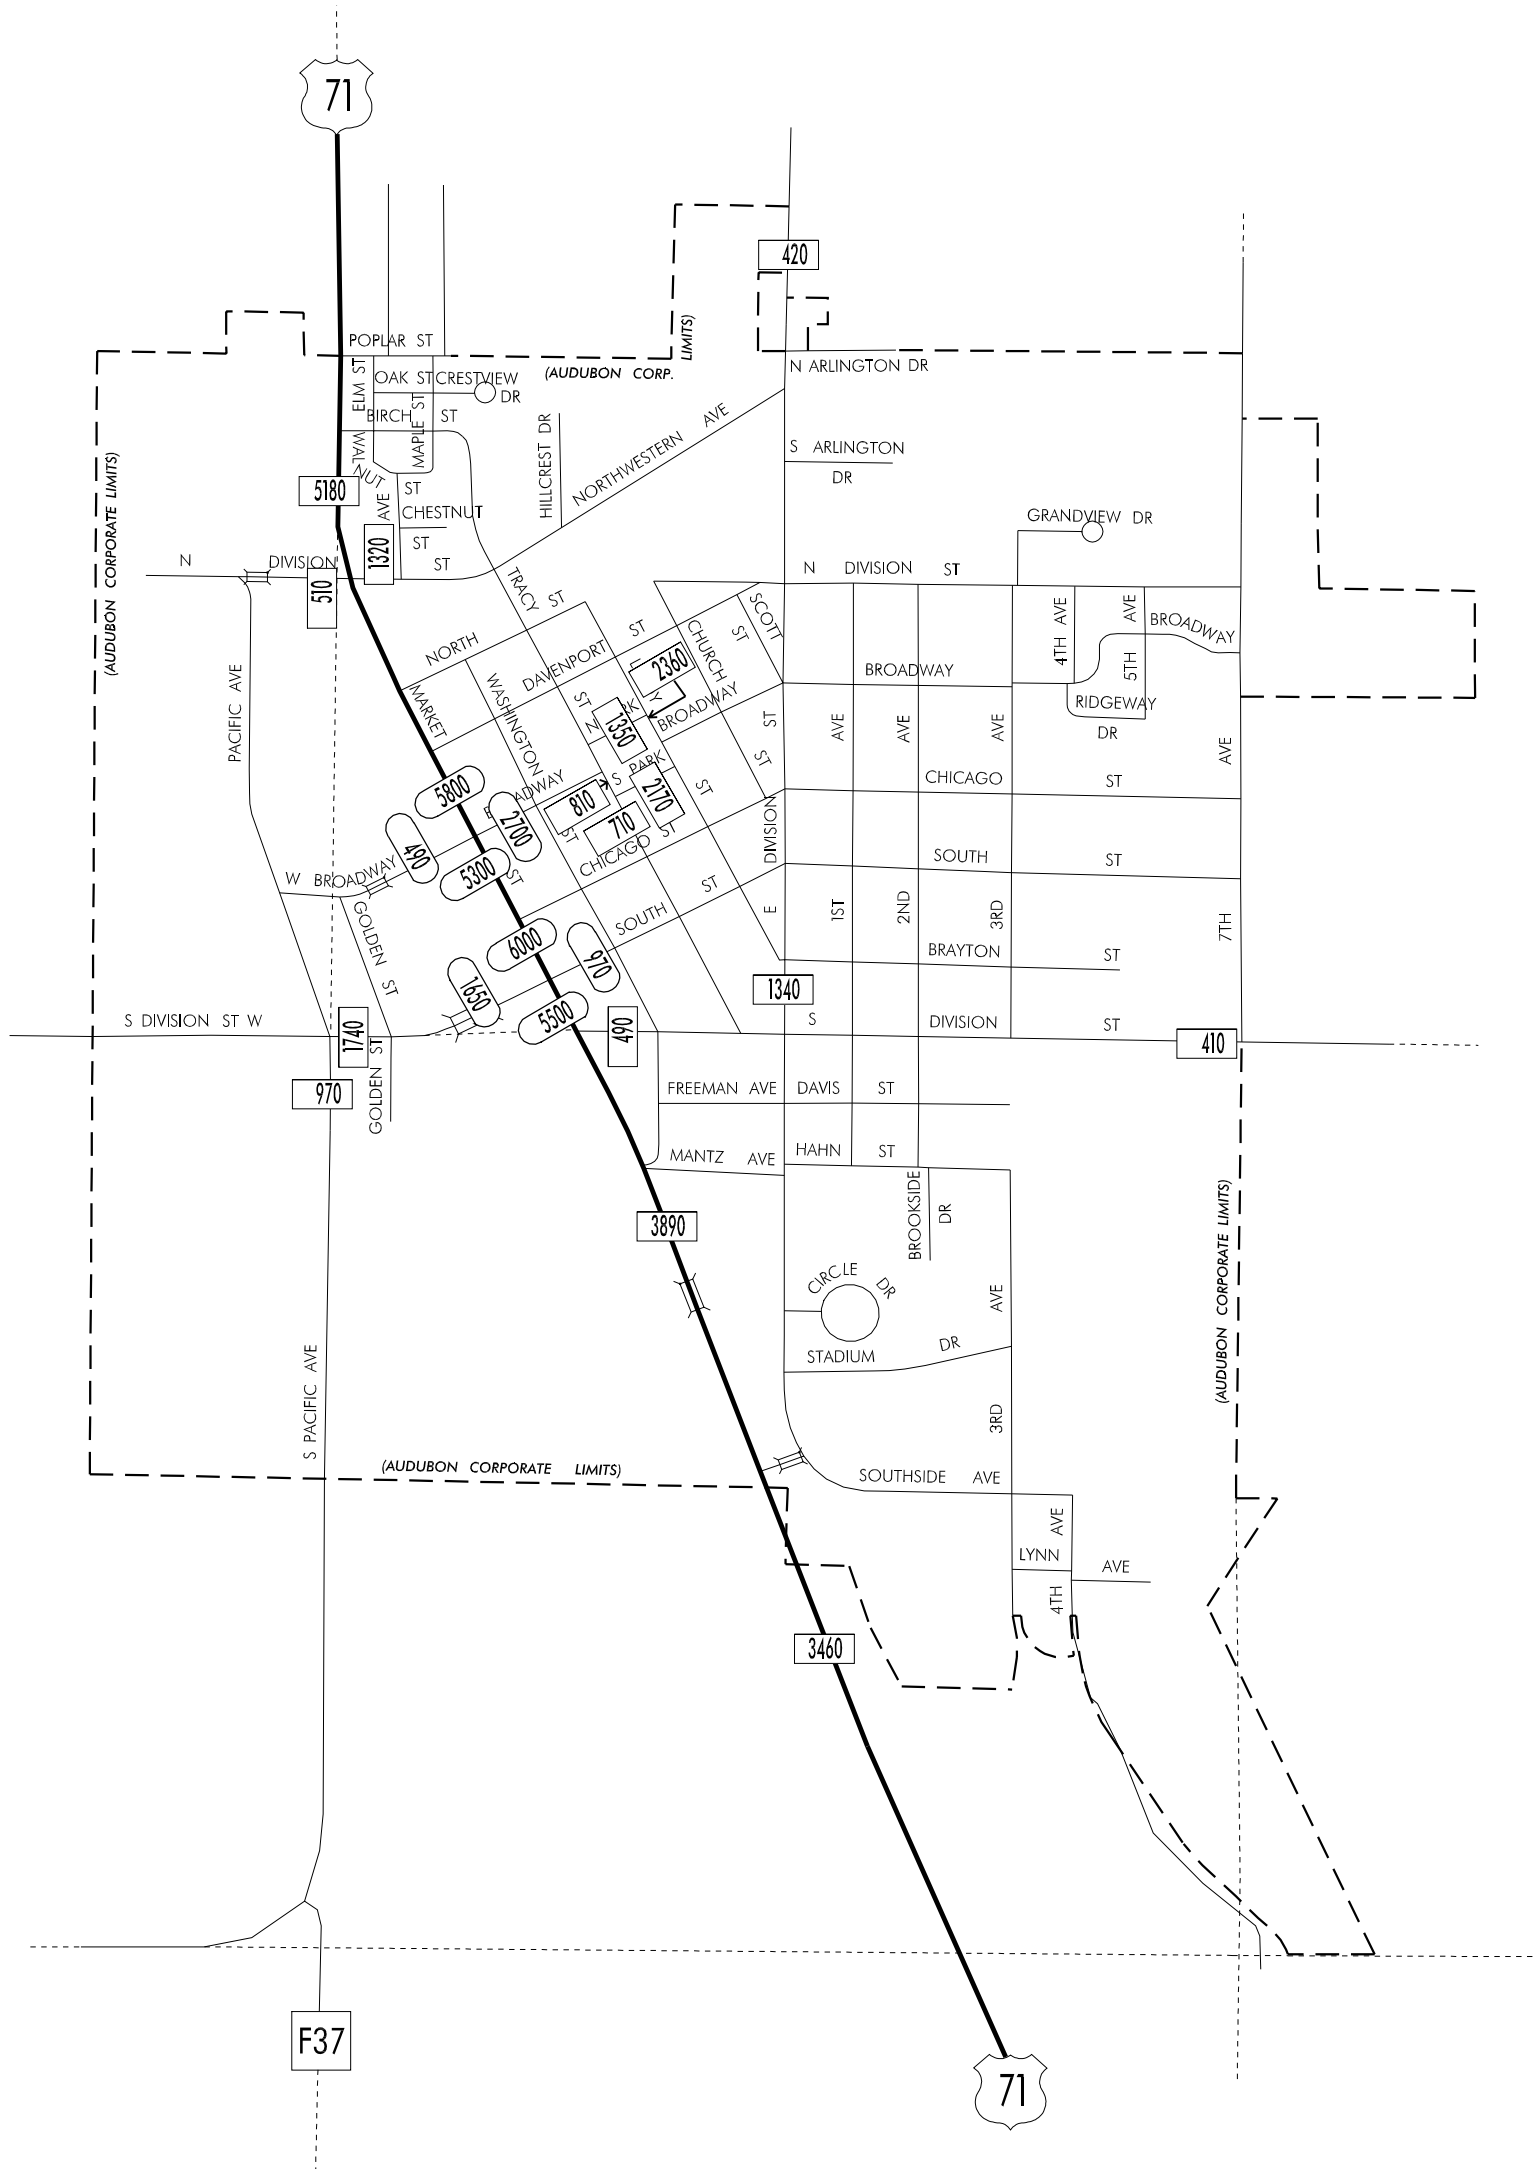 71
420
POPLAR ST
(AUDUBON CORP.
LIMITS)
N ARLINGTON DR
ELM ST
OAK ST
CRESTVIEW
DR
BIRCH ST
MAPLE ST
WALNUT ST
HILLCREST DR
NORTHWESTERN AVE
S ARLINGTON
DR
(AUDUBON CORPORATE LIMITS)
5180
AVE
CHESTNUT
ST
1320
GRANDVIEW DR
N DIVISION ST
510
TRACY
N DIVISION ST
NORTH ST
DAVENPORT ST
SCOTT ST
CHURCH
ST
4TH AVE
5TH AVE
BROADWAY
PACIFIC AVE
MARKET
WASHINGTON
ST
2360
BROADWAY
BROADWAY
RIDGEWAY
DR
N
1350
S PARK
ST
ST
AVE
AVE
AVE
AVE
CHICAGO ST
5800
2700
810
710
2170
ST
490
5300
ST
CHICAGO ST
W BROADWAY
DIVISION
SOUTH ST
GOLDEN ST
SOUTH ST
E
1ST
2ND
3RD
7TH
6000
970
BRAYTON ST
1650
5500
1340
S DIVISION ST W
1740
490
S DIVISION ST
410
GOLDEN ST
970
FREEMAN AVE
DAVIS ST
MANTZ AVE
HAHN ST
BROOKSIDE
DR
3890
(AUDUBON CORPORATE LIMITS)
CIRCLE DR
AVE
STADIUM DR
S PACIFIC AVE
3RD
(AUDUBON CORPORATE LIMITS)
SOUTHSIDE AVE
AVE
LYNN AVE
4TH
3460
F37
71